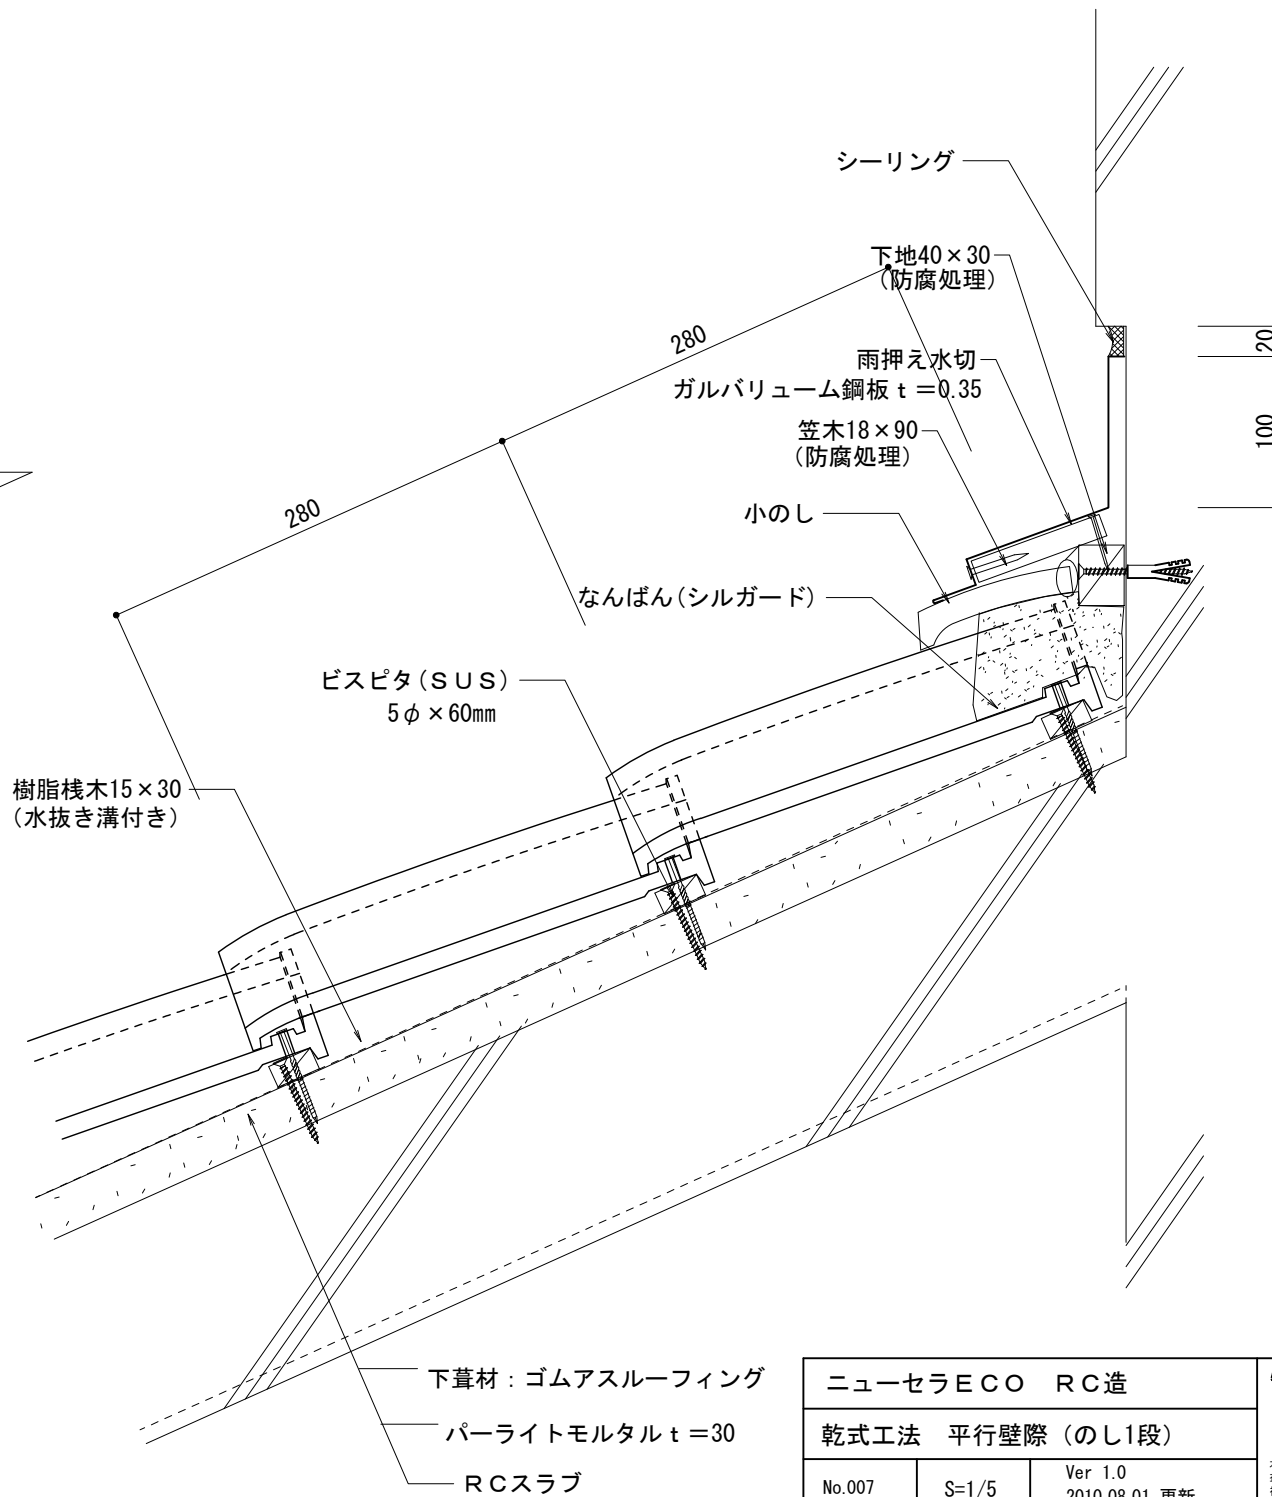 シーリング
下地40×30
(防腐処理)
280
20
雨押え水切
ガルバリューム鋼板ｔ＝0.35
100
笠木18×90
(防腐処理)
280
小のし
なんばん(シルガード)
ビスピタ(ＳＵＳ)
5φ×60mm
樹脂桟木15×30
(水抜き溝付き)
下葺材：ゴムアスルーフィング
パーライトモルタルｔ＝30
ＲＣスラブ
ニューセラＥＣＯ　ＲＣ造
乾式工法　平行壁際（のし1段）
No.007
S=1/5
Ver 1.0
2010.08.01 更新